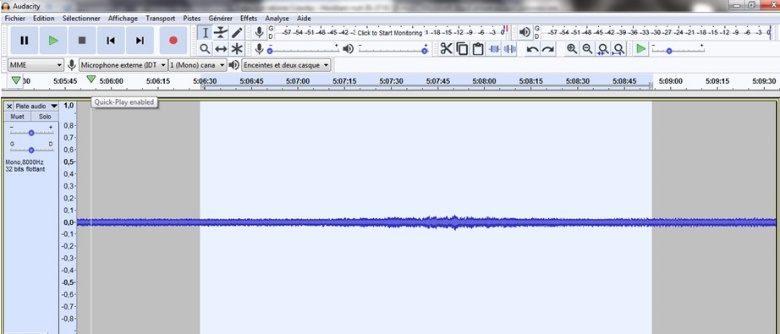 Audacity
Fichier Edition Sélectionner Affichage Transport Pistes Générer Effets Analyse Aide
G D -57 -54 -51 -48 -45 -42 Click to Start Monitoring -18 -15 -12 -9 -6 -3 0
G D -57 -54 -51 -48 -45 -42 -39 -36 -33 -30 -27 -24 -21 -18 -15 -12 -9 -6 -3 0
MME Microphone externe (IDT 1 (Mono) cana Enceintes et deux casque
30 5:05:45 5:06:00 5:06:30 5:06:45 5:07:00 5:07:15 5:07:30 5:07:45 5:08:00 5:08:15 5:08:30 5:08:45 5:09:00 5:09:15 5:09:30
Quick-Play enabled
Piste audio
Muet Solo
- +
G D
Mono,8000Hz
32 bits flottant
1,0
0,8
0,7
0,6
0,5
0,4
0,3
0,2
0,1
0,0
-0,1
-0,2
-0,3
-0,4
-0,5
-0,6
-0,7
-0,8